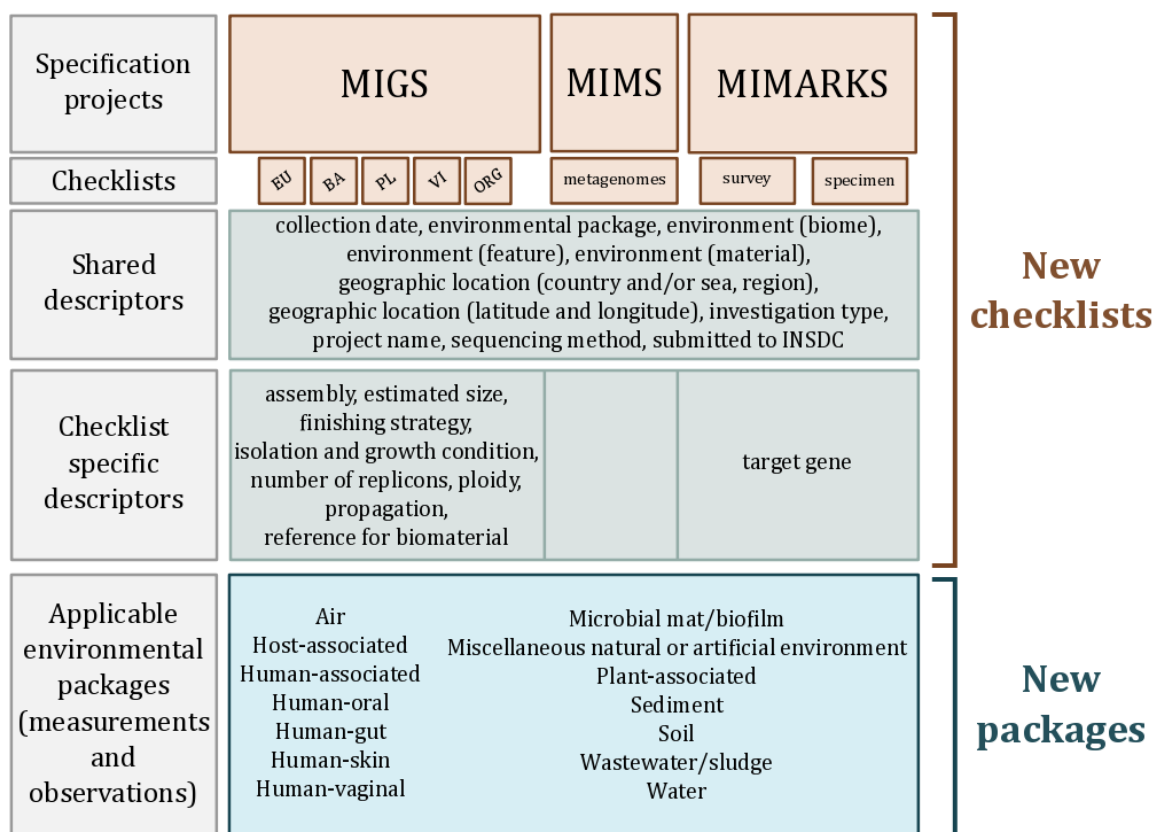 Specification
projects
MIGS
MIMS
MIMARKS
Checklists
EU
BA
PL
VI
ORG
metagenomes
survey
specimen
Shared
descriptors
collection date, environmental package, environment (biome),
environment (feature), environment (material),
geographic location (country and/or sea, region),
geographic location (latitude and longitude), investigation type,
project name, sequencing method, submitted to INSDC
Checklist
specific
descriptors
assembly, estimated size,
finishing strategy,
isolation and growth condition,
number of replicons, ploidy,
propagation,
reference for biomaterial
target gene
New
checklists
Applicable
environmental
packages
(measurements
and
observations)
Air
Host-associated
Human-associated
Human-oral
Human-gut
Human-skin
Human-vaginal
Microbial mat/biofilm
Miscellaneous natural or artificial environment
Plant-associated
Sediment
Soil
Wastewater/sludge
Water
New
packages